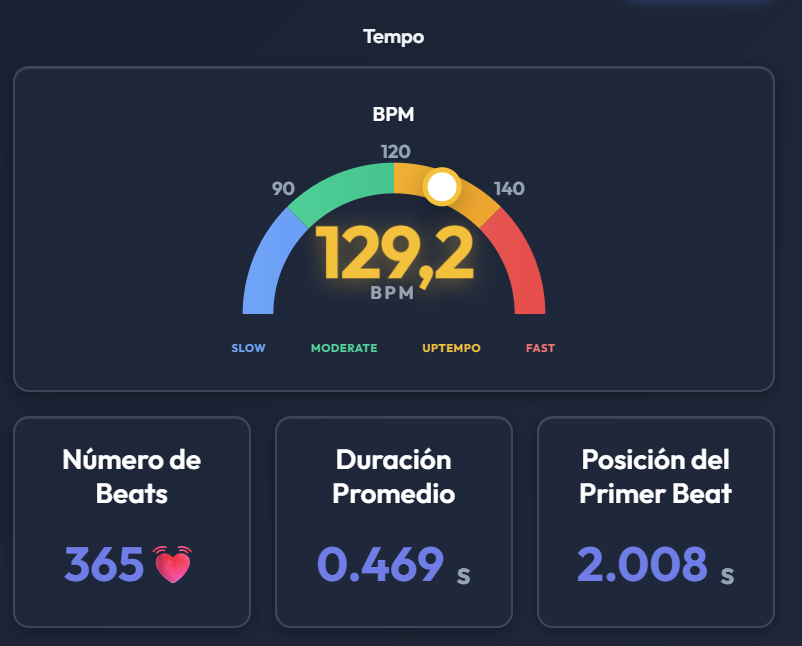 Tempo
BPM
120
90
140
129,2
BPM
SLOW MODERATE UPTEMPO FAST
Número de
Beats
365
Duración
Promedio
0.469 s
Posición del
Primer Beat
2.008 s